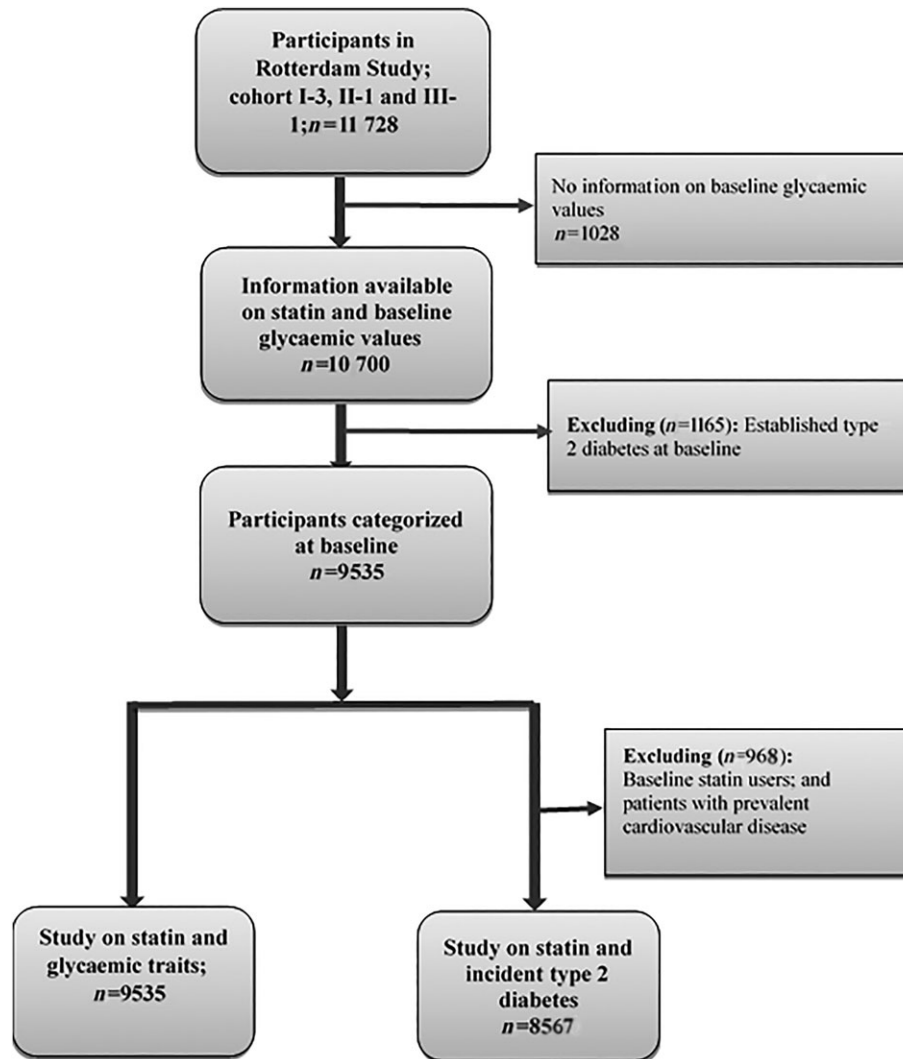 Participants in
Rotterdam Study;
cohort I-3, II-1 and III-
1;n=11 728
No information on baseline glycaemic
values
n=1028
Information available
on statin and baseline
glycaemic values
n=10 700
Excluding (n=1165): Established type
2 diabetes at baseline
Participants categorized
at baseline
n=9535
Excluding (n=968):
Baseline statin users; and
patients with prevalent
cardiovascular disease
Study on statin and
glycaemic traits;
n=9535
Study on statin and
incident type 2
diabetes
n=8567